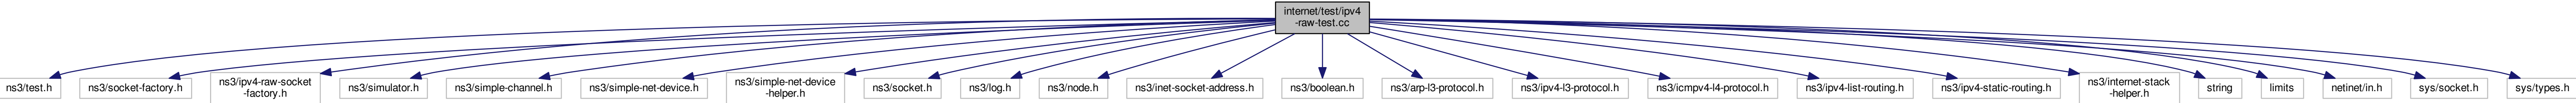 internet/test/ipv4
-raw-test.cc
ns3/test.h
ns3/socket-factory.h
ns3/ipv4-raw-socket
-factory.h
ns3/simulator.h
ns3/simple-channel.h
ns3/simple-net-device.h
ns3/simple-net-device
-helper.h
ns3/socket.h
ns3/log.h
ns3/node.h
ns3/inet-socket-address.h
ns3/boolean.h
ns3/arp-l3-protocol.h
ns3/ipv4-l3-protocol.h
ns3/icmpv4-l4-protocol.h
ns3/ipv4-list-routing.h
ns3/ipv4-static-routing.h
ns3/internet-stack
-helper.h
string
limits
netinet/in.h
sys/socket.h
sys/types.h